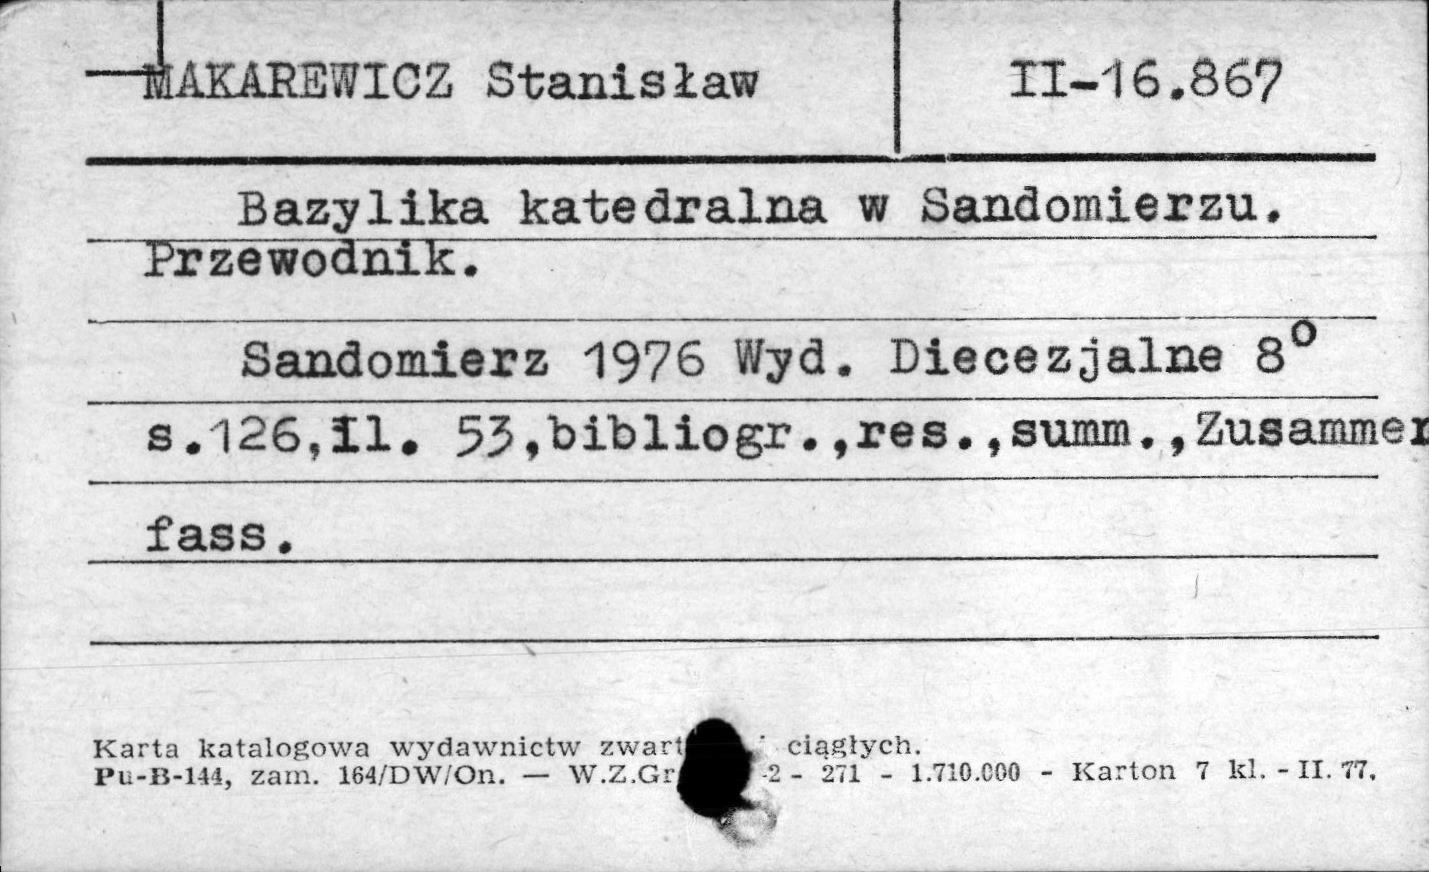 MAKAREWICZ Stanisław II-16.867
Bazylika katedralna w Sandomierzu.
Przewodnik.
Sandomierz 1976 Wyd. Diecezjalne 8º
s.126,il. 53,bibliogr.,res.,summ.,Zusammen
fass.
Karta katalogowa wydawnictw ciągłych.
Pu-B-144, zam. 164/DW/On. — W.Z.Gr -2 - 271 - 1.710.000 - Karton 7 kl. - II. 77.